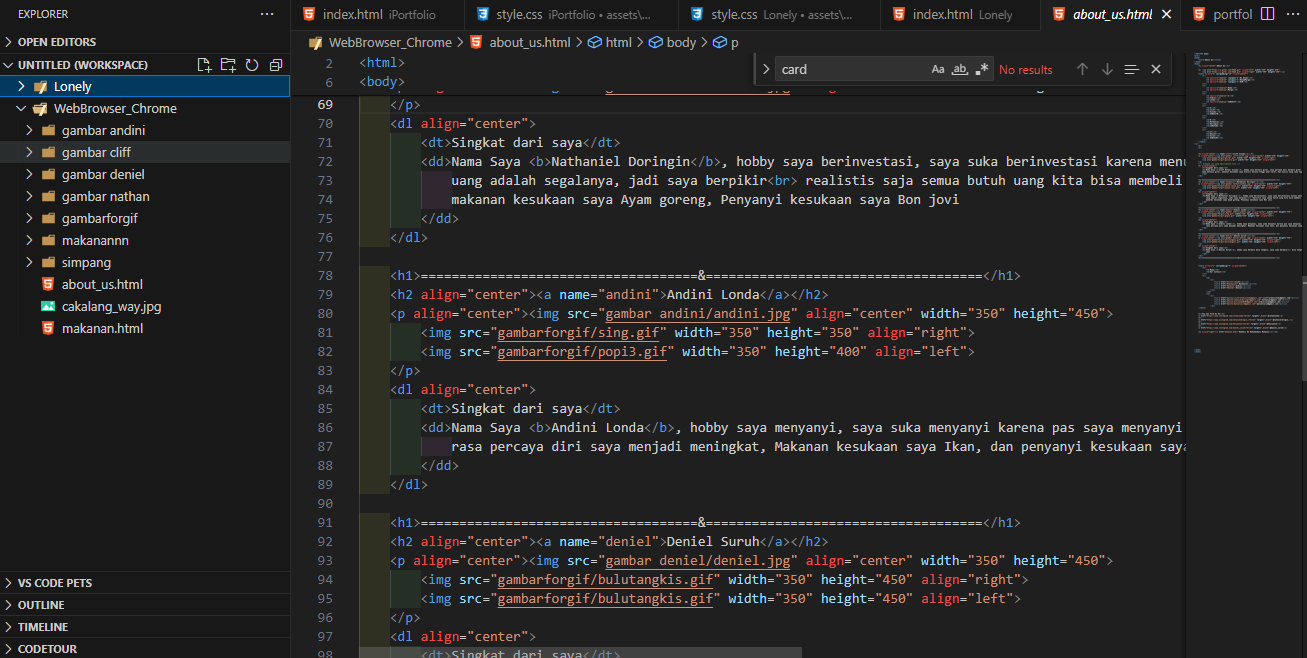 EXPLORER
OPEN EDITORS
UNTITLED (WORKSPACE)
Lonely
WebBrowser_Chrome
gambar andini
gambar cliff
gambar deniel
gambar nathan
gambarforgif
makanannn
simpang
about_us.html
cakalang_way.jpg
makanan.html
VS CODE PETS
OUTLINE
TIMELINE
CODETOUR
index.html iPortfolio
style.css iPortfolio • assets\...
style.css Lonely • assets\...
index.html Lonely
about_us.html
portfol
WebBrowser_Chrome > about_us.html > html > body > p
card
Aa ab .*
No results
2 <html>
6 <body>
69 </p>
70 <dl align="center">
71 <dt>Singkat dari saya</dt>
72 <dd>Nama Saya <b>Nathaniel Doringin</b>, hobby saya berinvestasi, saya suka berinvestasi karena menu
73 uang adalah segalanya, jadi saya berpikir<br> realistis saja semua butuh uang kita bisa membeli
74 makanan kesukaan saya Ayam goreng, Penyanyi kesukaan saya Bon jovi
75 </dd>
76 </dl>
77
78 <h1>====================================&====================================</h1>
79 <h2 align="center"><a name="andini">Andini Londa</a></h2>
80 <p align="center"><img src="gambar andini/andini.jpg" align="center" width="350" height="450">
81 <img src="gambarforgif/sing.gif" width="350" height="350" align="right">
82 <img src="gambarforgif/popi3.gif" width="350" height="400" align="left">
83 </p>
84 <dl align="center">
85 <dt>Singkat dari saya</dt>
86 <dd>Nama Saya <b>Andini Londa</b>, hobby saya menyanyi, saya suka menyanyi karena pas saya menyanyi
87 rasa percaya diri saya menjadi meningkat, Makanan kesukaan saya Ikan, dan penyanyi kesukaan saya
88 </dd>
89 </dl>
90
91 <h1>====================================&====================================</h1>
92 <h2 align="center"><a name="deniel">Deniel Suruh</a></h2>
93 <p align="center"><img src="gambar deniel/deniel.jpg" align="center" width="350" height="450">
94 <img src="gambarforgif/bulutangkis.gif" width="350" height="450" align="right">
95 <img src="gambarforgif/bulutangkis.gif" width="350" height="450" align="left">
96 </p>
97 <dl align="center">
98 <dt>Singkat dari saya</dt>